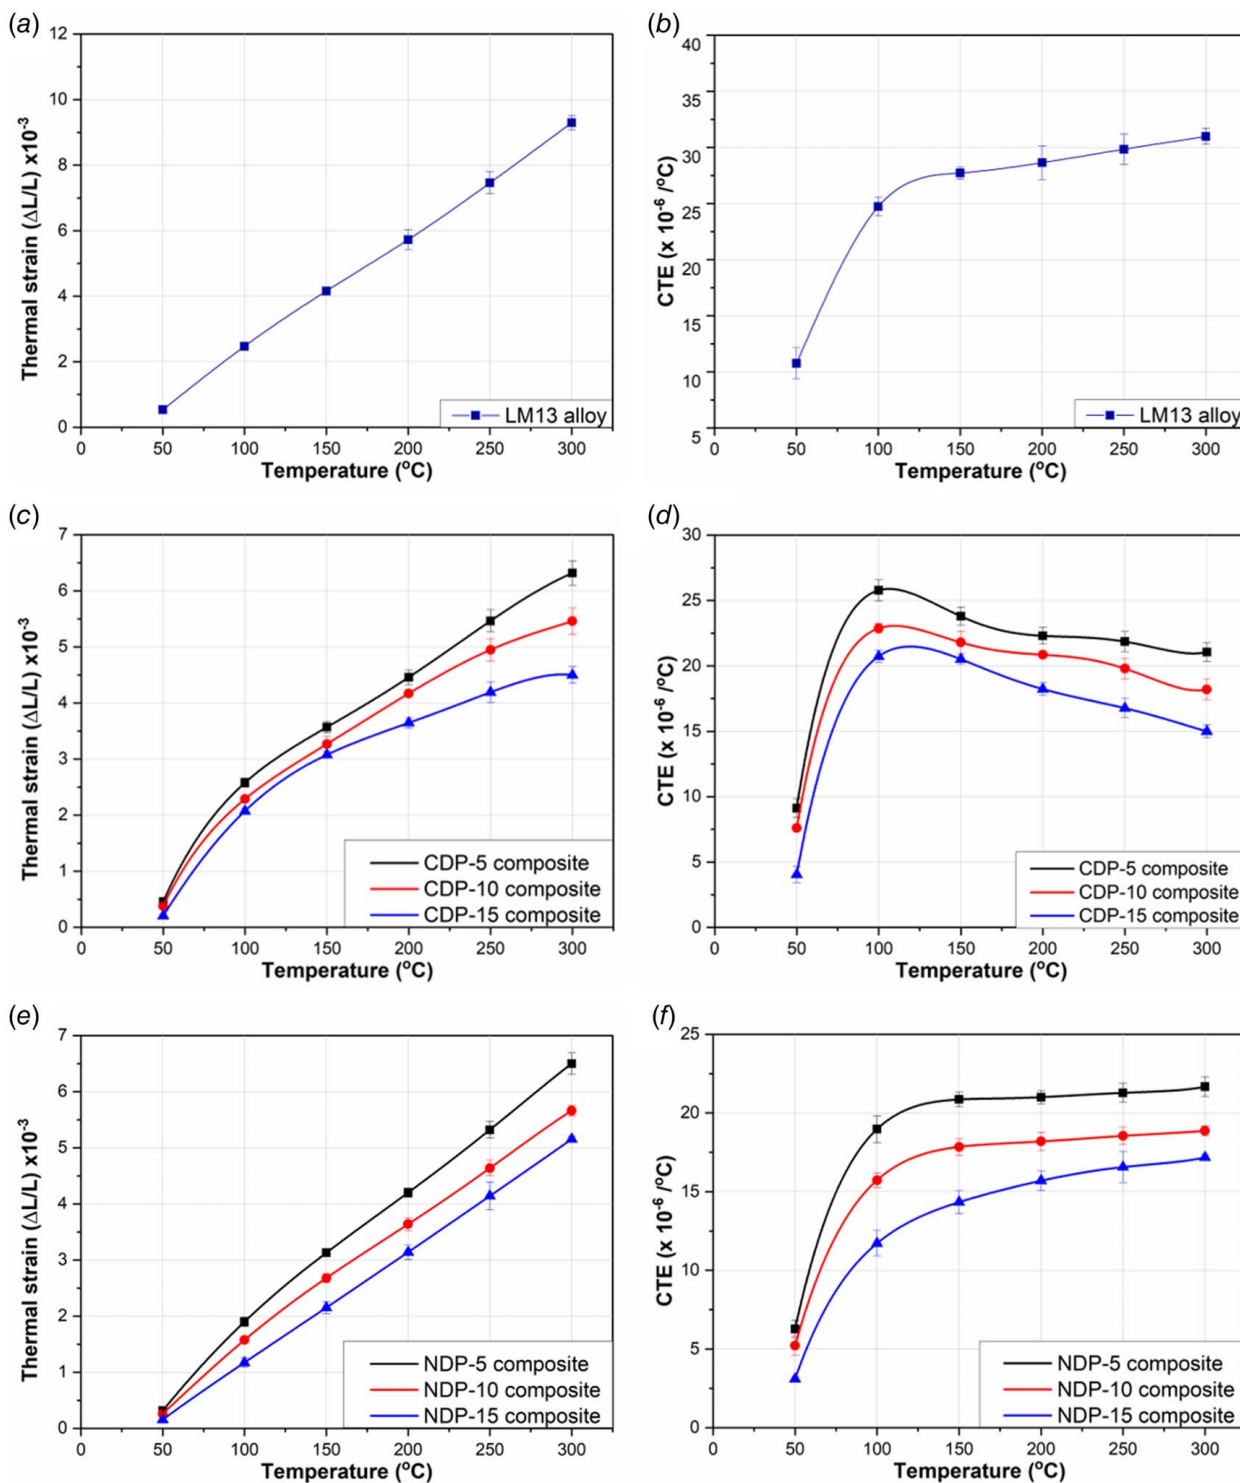 (a)
12
10
8
6
4
2
0
Thermal strain (ΔL/L) x10⁻³
0 50 100 150 200 250 300
Temperature (°C)
LM13 alloy
(b)
40
35
30
25
20
15
10
5
CTE (x 10⁻⁶ /°C)
0 50 100 150 200 250 300
Temperature (°C)
LM13 alloy
(c)
7
6
5
4
3
2
1
0
Thermal strain (ΔL/L) x10⁻³
0 50 100 150 200 250 300
Temperature (°C)
CDP-5 composite
CDP-10 composite
CDP-15 composite
(d)
30
25
20
15
10
5
0
CTE (x 10⁻⁶ /°C)
0 50 100 150 200 250 300
Temperature (°C)
CDP-5 composite
CDP-10 composite
CDP-15 composite
(e)
7
6
5
4
3
2
1
0
Thermal strain (ΔL/L) x10⁻³
0 50 100 150 200 250 300
Temperature (°C)
NDP-5 composite
NDP-10 composite
NDP-15 composite
(f)
25
20
15
10
5
0
CTE (x 10⁻⁶ /°C)
0 50 100 150 200 250 300
Temperature (°C)
NDP-5 composite
NDP-10 composite
NDP-15 composite